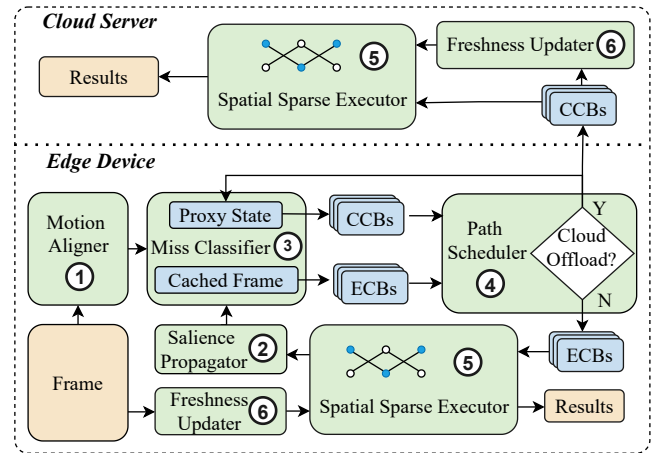 Cloud Server
Results
Spatial Sparse Executor
5
Freshness Updater 6
CCBs
Edge Device
Motion
Aligner
1
Proxy State
Miss Classifier 3
Cached Frame
CCBs
ECBs
Path
Scheduler
4
Y
Cloud
Offload?
N
Frame
Salience
Propagator
2
Freshness
Updater
6
5
Spatial Sparse Executor
ECBs
Results